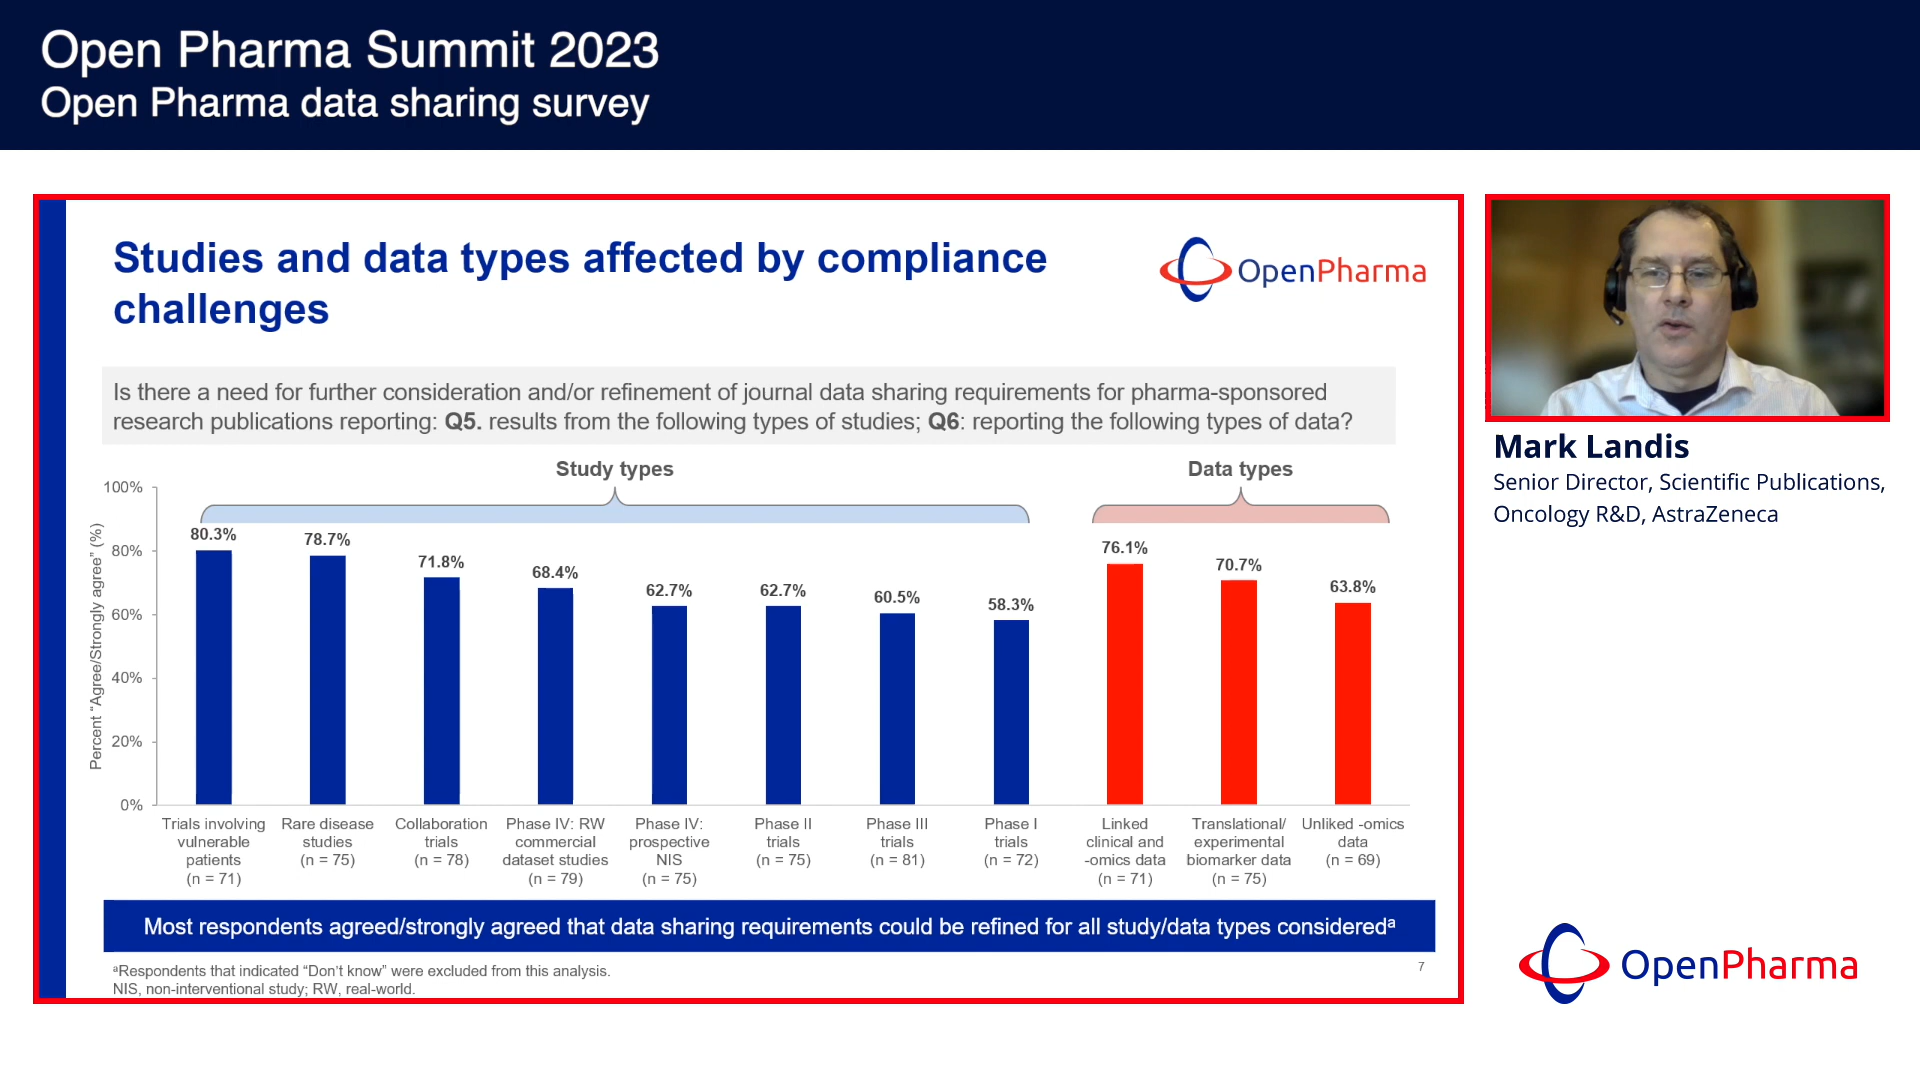 Open Pharma Summit 2023
Open Pharma data sharing survey
Studies and data types affected by compliance
challenges
OpenPharma
Is there a need for further consideration and/or refinement of journal data sharing requirements for pharma-sponsored
research publications reporting: Q5. results from the following types of studies; Q6: reporting the following types of data?
Study types
Data types
Percent “Agree/Strongly agree” (%)
100%
80%
60%
40%
20%
0%
80.3%
78.7%
71.8%
68.4%
62.7%
62.7%
60.5%
58.3%
76.1%
70.7%
63.8%
Trials involving
vulnerable
patients
(n = 71)
Rare disease
studies
(n = 75)
Collaboration
trials
(n = 78)
Phase IV: RW
commercial
dataset studies
(n = 79)
Phase IV:
prospective
NIS
(n = 75)
Phase II
trials
(n = 75)
Phase III
trials
(n = 81)
Phase I
trials
(n = 72)
Linked
clinical and
-omics data
(n = 71)
Translational/
experimental
biomarker data
(n = 75)
Unliked -omics
data
(n = 69)
Most respondents agreed/strongly agreed that data sharing requirements could be refined for all study/data types consideredᵃ
ᵃRespondents that indicated “Don’t know” were excluded from this analysis.
NIS, non-interventional study; RW, real-world.
7
Mark Landis
Senior Director, Scientific Publications,
Oncology R&D, AstraZeneca
OpenPharma